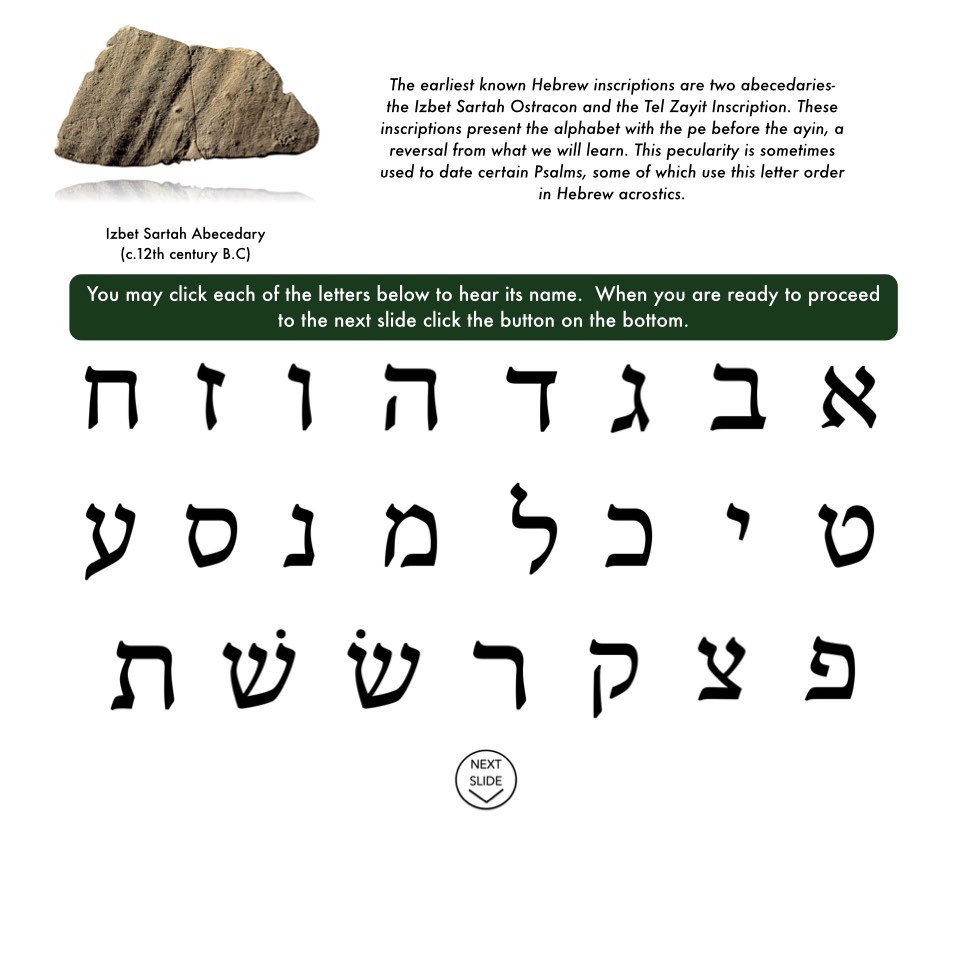 The earliest known Hebrew inscriptions are two abecedaries-
the Izbet Sartah Ostracon and the Tel Zayit Inscription. These
inscriptions present the alphabet with the pe before the ayin, a
reversal from what we will learn. This pecularity is sometimes
used to date certain Psalms, some of which use this letter order
in Hebrew acrostics.
Izbet Sartah Abecedary
(c.12th century B.C)
You may click each of the letters below to hear its name. When you are ready to proceed
to the next slide click the button on the bottom.
א ב ג ד ה ו ז ח
ט י כ ל מ נ ס ע
פ צ ק ר שׂ שׁ ת
NEXT
SLIDE